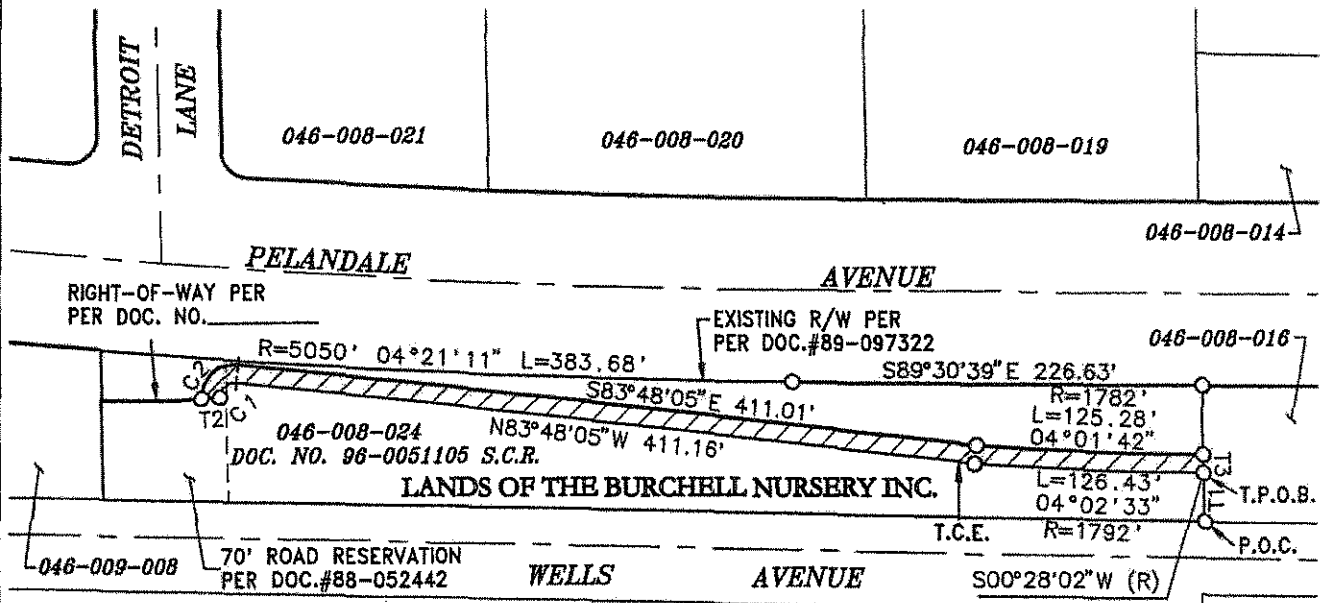 DETROIT
LANE
046-008-021
046-008-020
046-008-019
046-008-014
PELANDALE
AVENUE
RIGHT-OF-WAY PER
PER DOC. NO.________
EXISTING R/W PER
PER DOC.#89-097322
046-008-016
R=5050' 04°21'11" L=383.68'
S89°30'39"E 226.63'
C2
T2
C1
S83°48'05"E 411.01'
N83°48'05"W 411.16'
R=1782'
L=125.28'
04°01'42"
046-008-024
DOC. NO. 96-0051105 S.C.R.
LANDS OF THE BURCHELL NURSERY INC.
L=126.43'
04°02'33"
R=1792'
T3
T1
T.P.O.B.
T.C.E.
P.O.C.
046-009-008
70' ROAD RESERVATION
PER DOC.#88-052442
WELLS
AVENUE
S00°28'02"W (R)